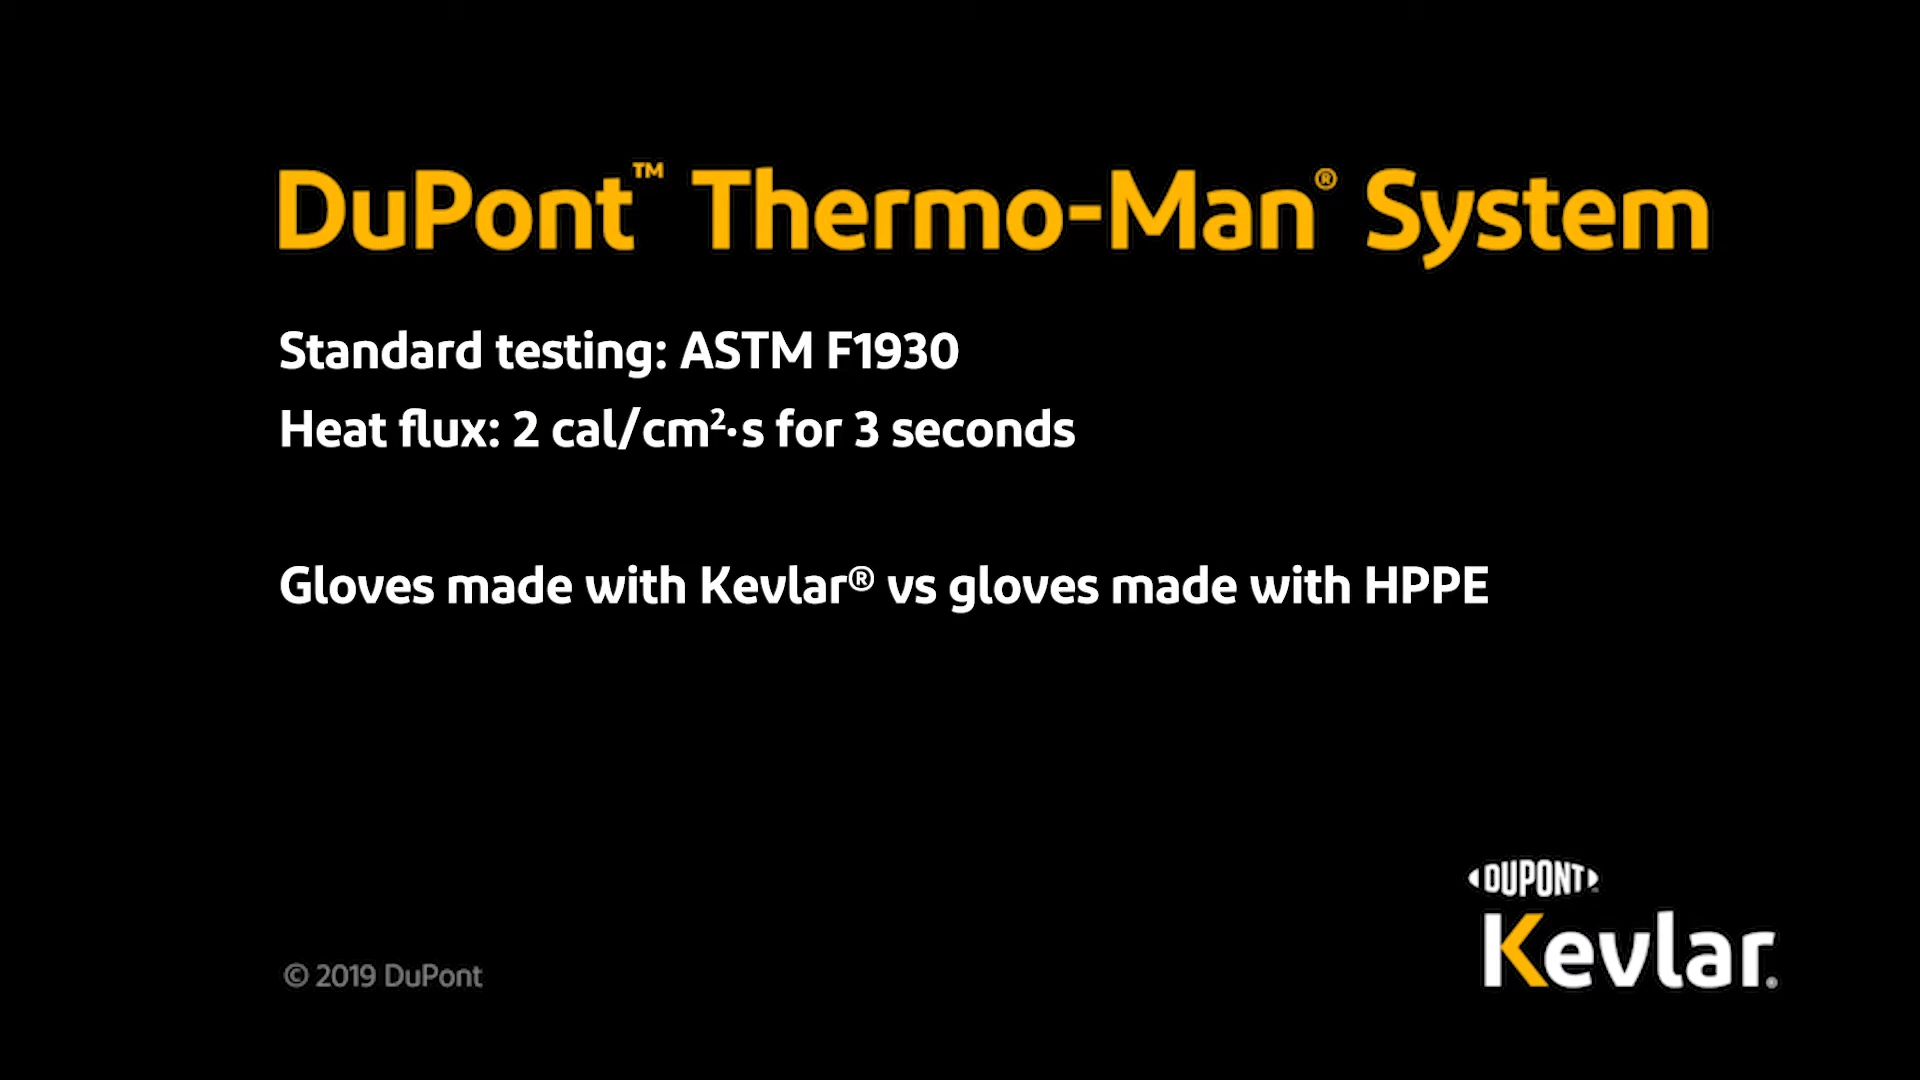 DuPont™ Thermo-Man® System
Standard testing: ASTM F1930
Heat flux: 2 cal/cm²·s for 3 seconds
Gloves made with Kevlar® vs gloves made with HPPE
DUPONT
Kevlar®
© 2019 DuPont